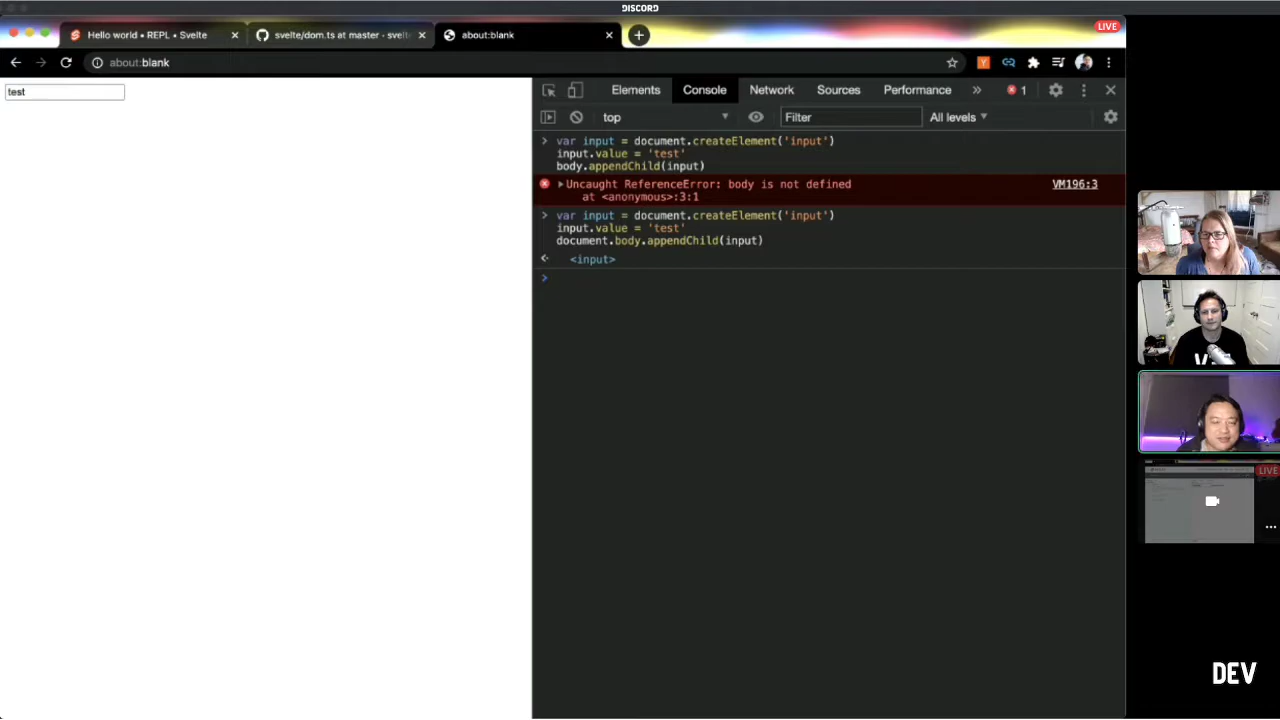 DISCORD
Hello world • REPL • Svelte
svelte/dom.ts at master · svelte
about:blank
LIVE
about:blank
test
Elements
Console
Network
Sources
Performance
»
1
top
Filter
All levels
> var input = document.createElement('input')
input.value = 'test'
body.appendChild(input)
Uncaught ReferenceError: body is not defined
VM196:3
at <anonymous>:3:1
> var input = document.createElement('input')
input.value = 'test'
document.body.appendChild(input)
<input>
>
LIVE
DEV